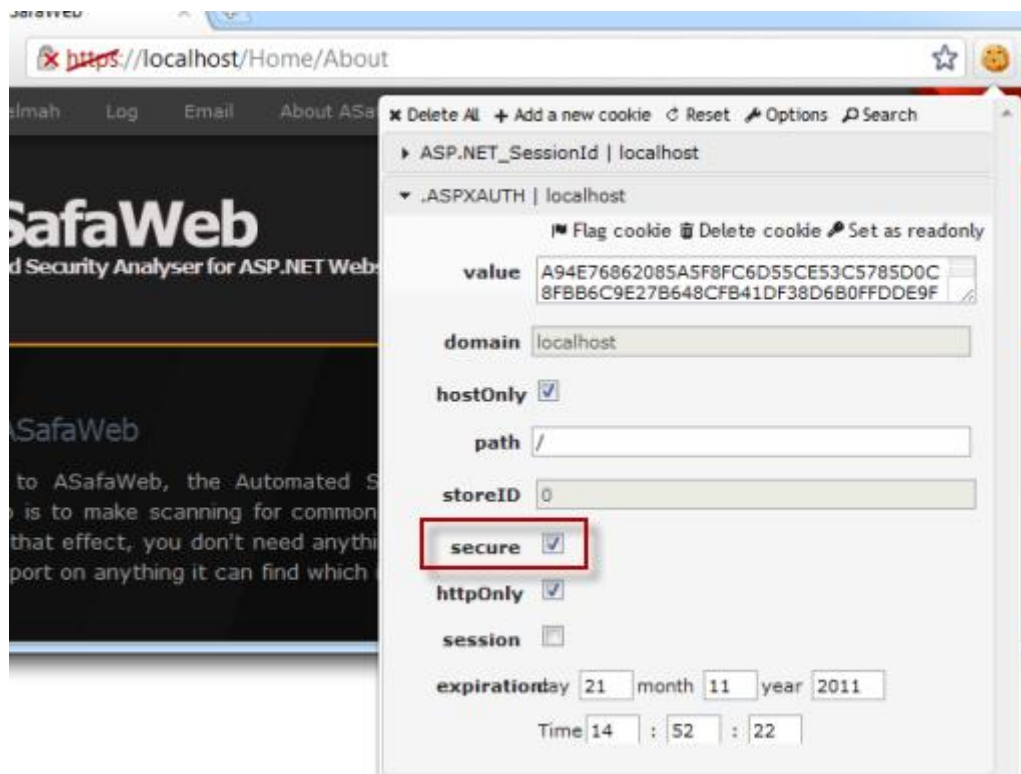 https://localhost/Home/About
Log Email About ASa
Delete All Add a new cookie Reset Options Search
ASP.NET_SessionId | localhost
.ASPXAUTH | localhost
Flag cookie Delete cookie Set as readonly
SafaWeb
d Security Analyser for ASP.NET Webs
value A94E76862085A5F8FC6D55CE53C5785D0C
8FBB6C9E27B648CFB41DF38D6B0FFDDE9F
domain localhost
hostOnly
path /
ASafaWeb
to ASafaWeb, the Automated S
is to make scanning for common
that effect, you don't need anythi
port on anything it can find which
storeID 0
secure
httpOnly
session
expiration day 21 month 11 year 2011
Time 14 : 52 : 22